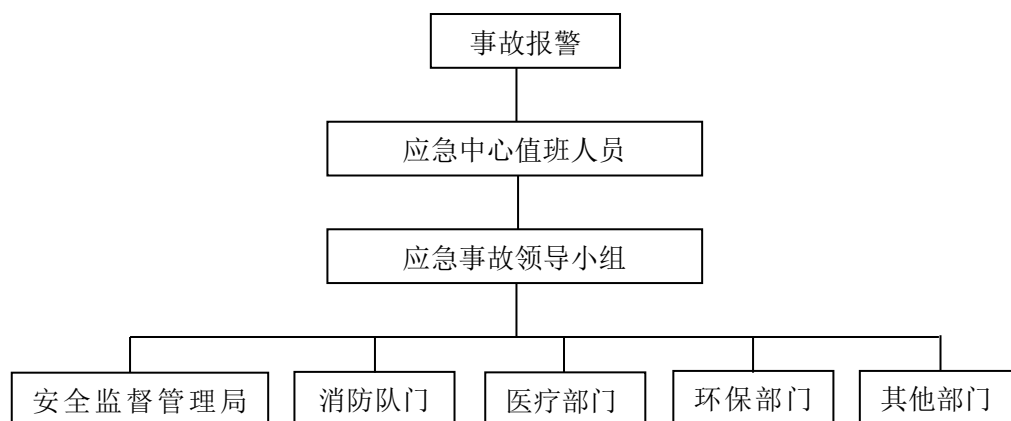 事故报警
应急中心值班人员
应急事故领导小组
安全监督管理局
消防队门
医疗部门
环保部门
其他部门